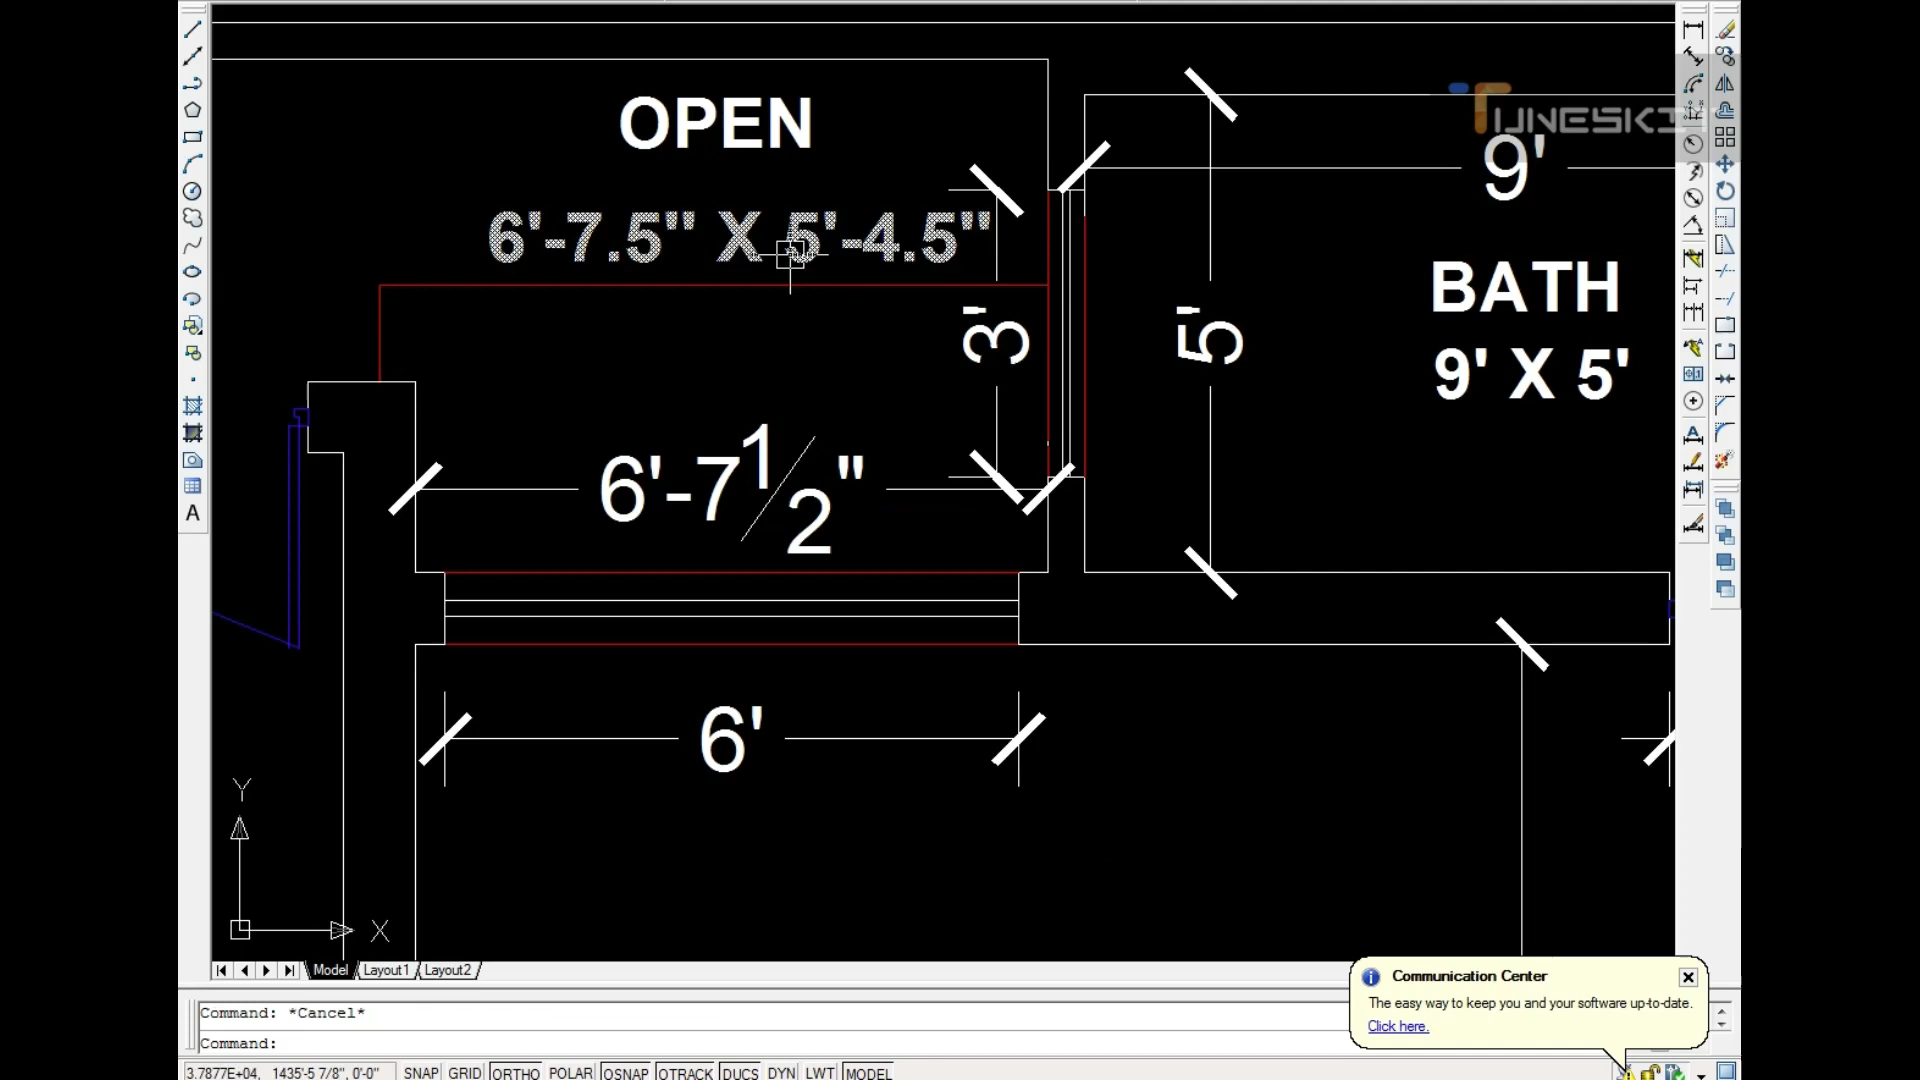 OPEN
TUNESKIT
9'
6'-7.5" X 5'-4.5"
BATH
9' X 5'
3'
5'
6'-7 1/2"
6'
Y
X
A
Model Layout1 Layout2
Communication Center
The easy way to keep you and your software up-to-date.
Click here.
Command: *Cancel*
Command:
3.7877E+04, 1435'-5 7/8", 0'-0" SNAP GRID ORTHO POLAR OSNAP OTRACK DUCS DYN LWT MODEL